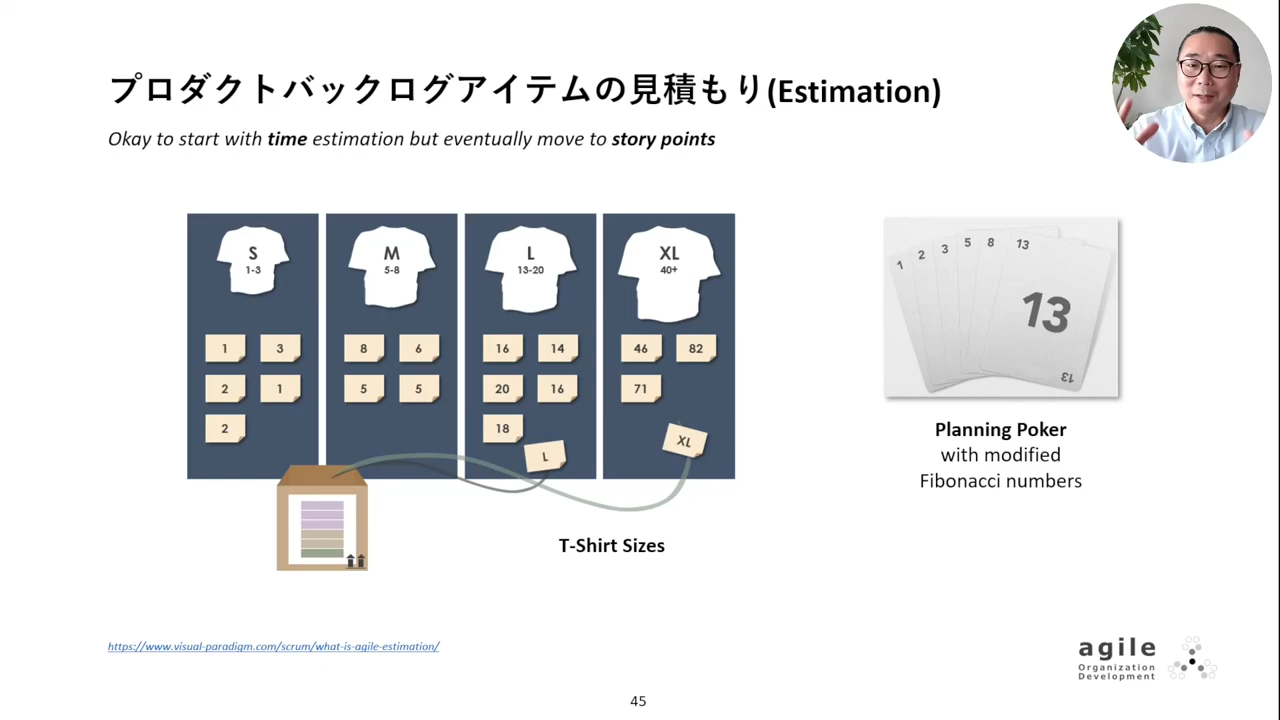 プロダクトバックログアイテムの見積もり(Estimation)
Okay to start with time estimation but eventually move to story points
S
1-3
M
5-8
L
13-20
XL
40+
1 3
2 1
2
8 6
5 5
16 14
20 16
18
L
46 82
71
XL
T-Shirt Sizes
1 2 3 5 8 13
13
13
Planning Poker
with modified
Fibonacci numbers
https://www.visual-paradigm.com/scrum/what-is-agile-estimation/
agile
Organization
Development
45